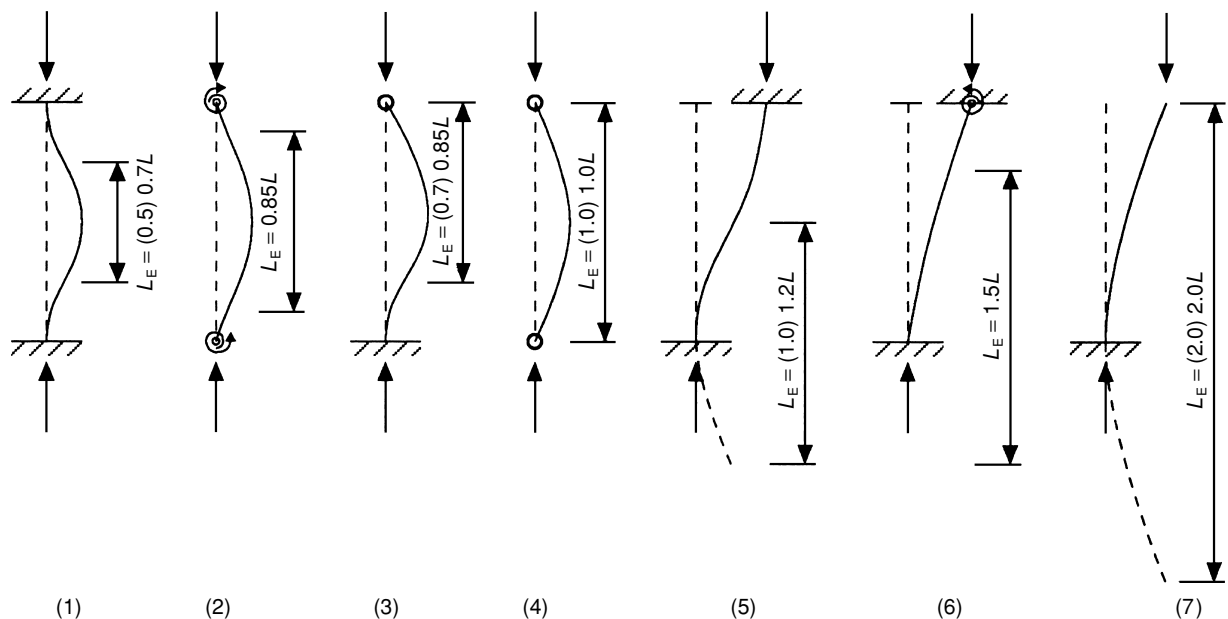 L_E = (0.5) 0.7L
L_E = 0.85L
L_E = (0.7) 0.85L
L_E = (1.0) 1.0L
L_E = (1.0) 1.2L
L_E = 1.5L
L_E = (2.0) 2.0L
(1) (2) (3) (4) (5) (6) (7)